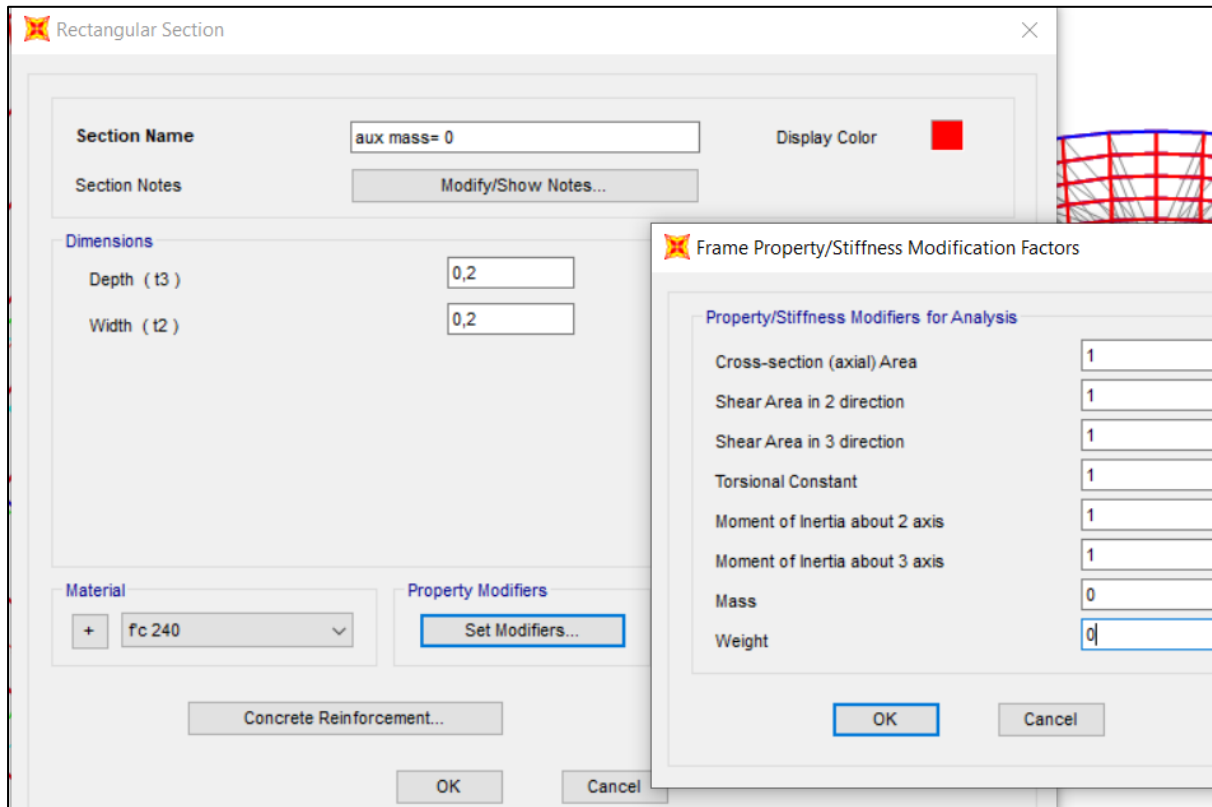 Rectangular Section
Section Name aux mass= 0 Display Color
Section Notes Modify/Show Notes...
Dimensions
Depth ( t3 ) 0,2
Width ( t2 ) 0,2
Material
+ f'c 240
Property Modifiers
Set Modifiers...
Concrete Reinforcement...
OK Cancel
Frame Property/Stiffness Modification Factors
Property/Stiffness Modifiers for Analysis
Cross-section (axial) Area 1
Shear Area in 2 direction 1
Shear Area in 3 direction 1
Torsional Constant 1
Moment of Inertia about 2 axis 1
Moment of Inertia about 3 axis 1
Mass 0
Weight 0
OK Cancel